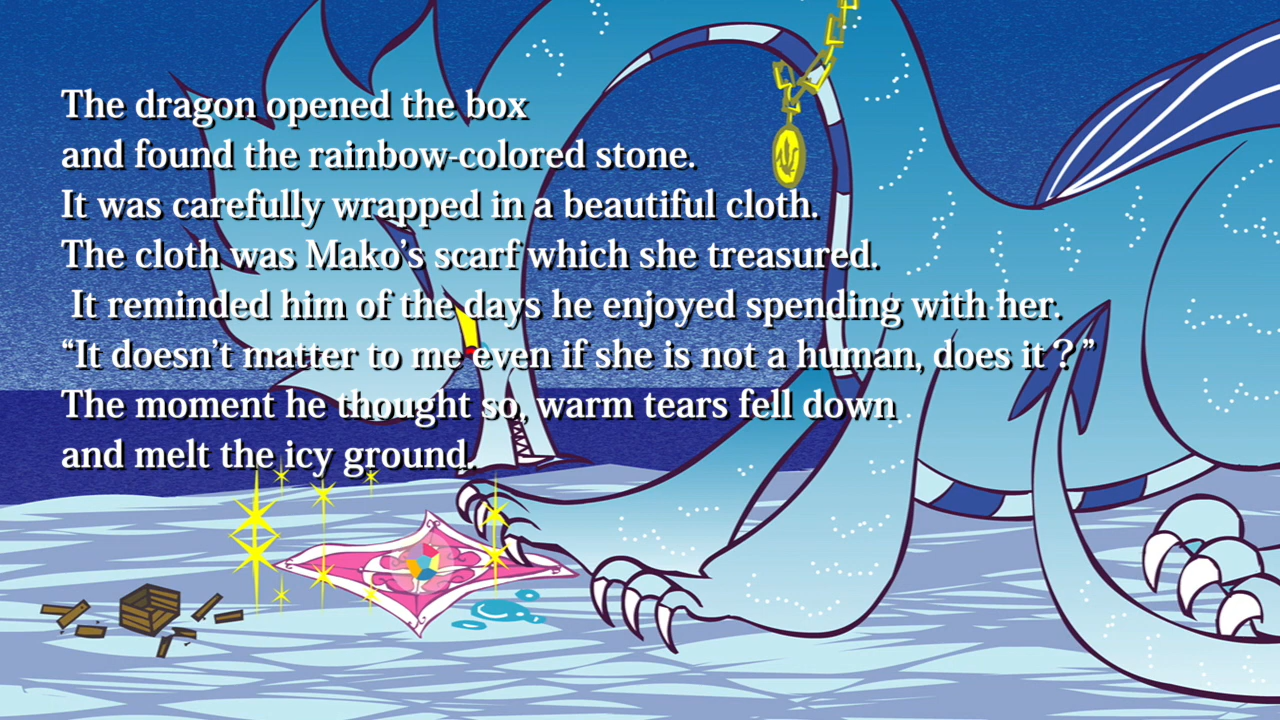 The dragon opened the box
and found the rainbow-colored stone.
It was carefully wrapped in a beautiful cloth.
The cloth was Mako’s scarf which she treasured.
It reminded him of the days he enjoyed spending with her.
“It doesn’t matter to me even if she is not a human, does it？”
The moment he thought so, warm tears fell down
and melt the icy ground.